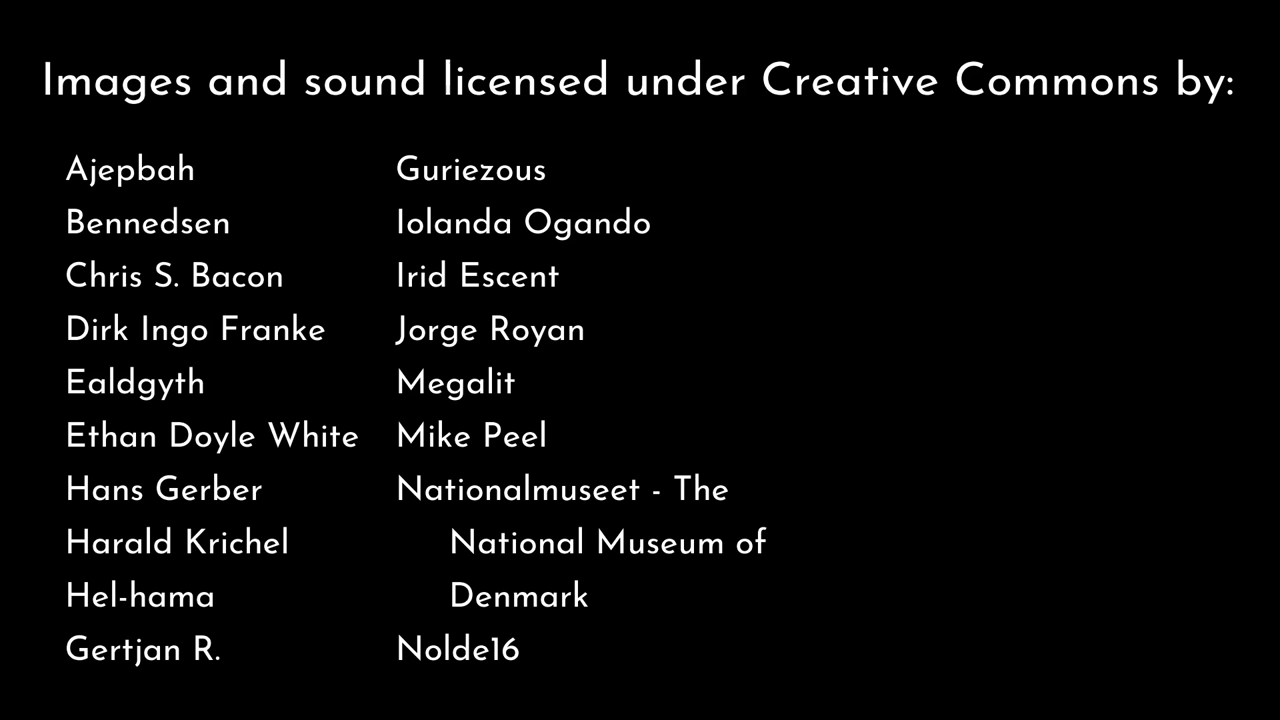 Images and sound licensed under Creative Commons by:
Ajepbah
Bennedsen
Chris S. Bacon
Dirk Ingo Franke
Ealdgyth
Ethan Doyle White
Hans Gerber
Harald Krichel
Hel-hama
Gertjan R.
Guriezous
Iolanda Ogando
Irid Escent
Jorge Royan
Megalit
Mike Peel
Nationalmuseet - The
National Museum of
Denmark
Nolde16